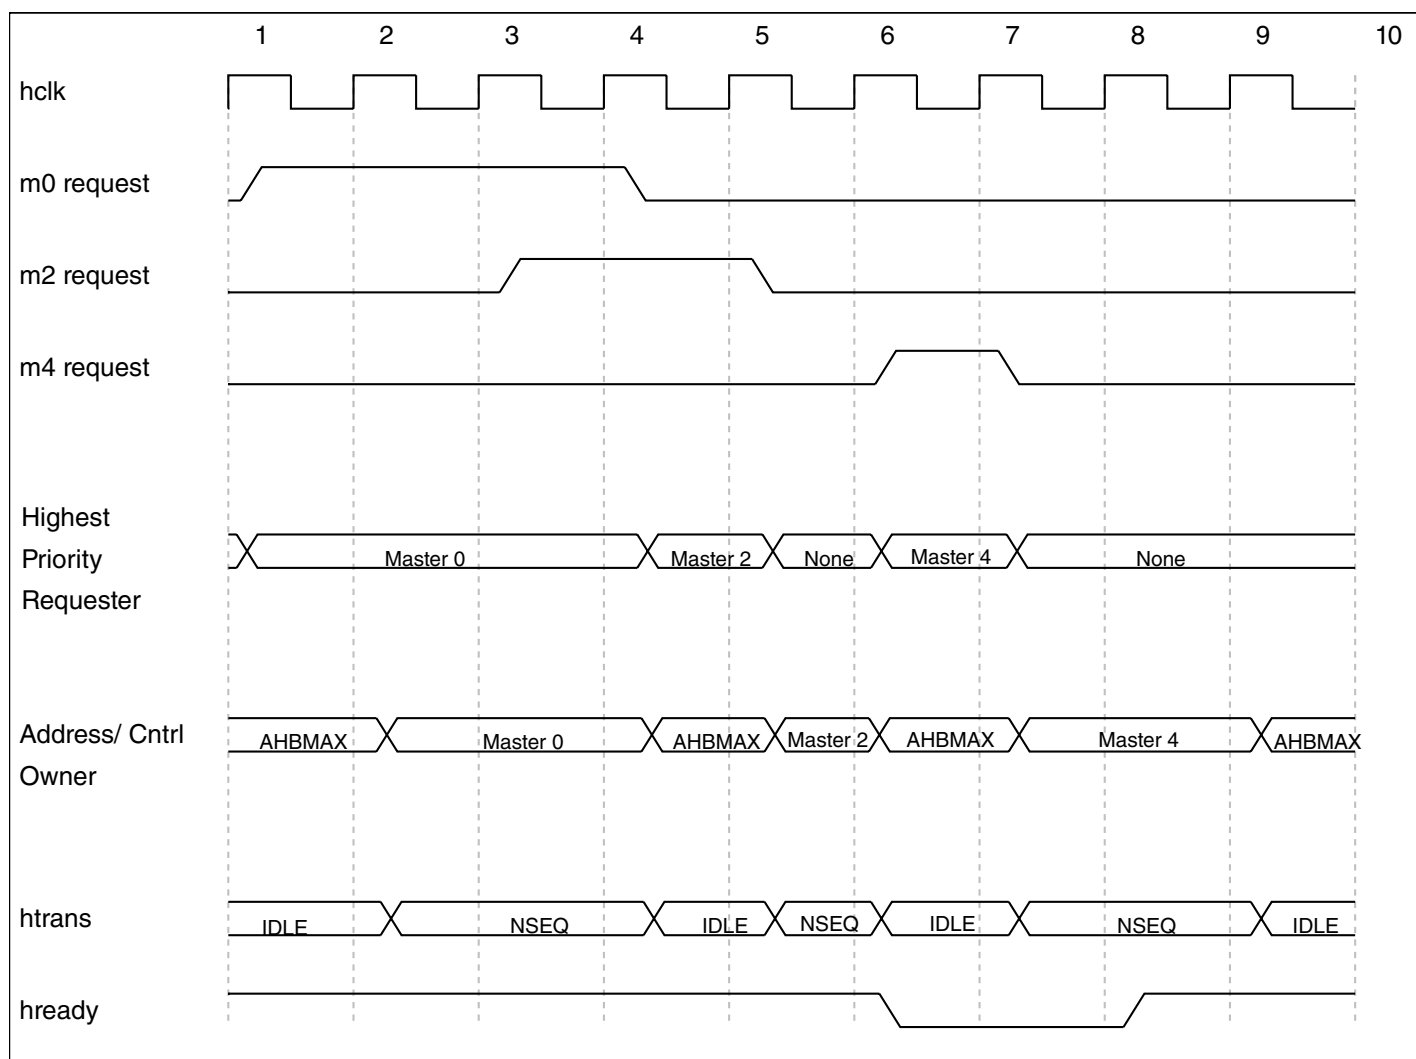 1 2 3 4 5 6 7 8 9 10
hclk
m0 request
m2 request
m4 request
Highest
Priority
Requester
Master 0 Master 2 None Master 4 None
Address/ Cntrl
Owner
AHBMAX Master 0 AHBMAX Master 2 AHBMAX Master 4 AHBMAX
htrans IDLE NSEQ IDLE NSEQ IDLE NSEQ IDLE
hready